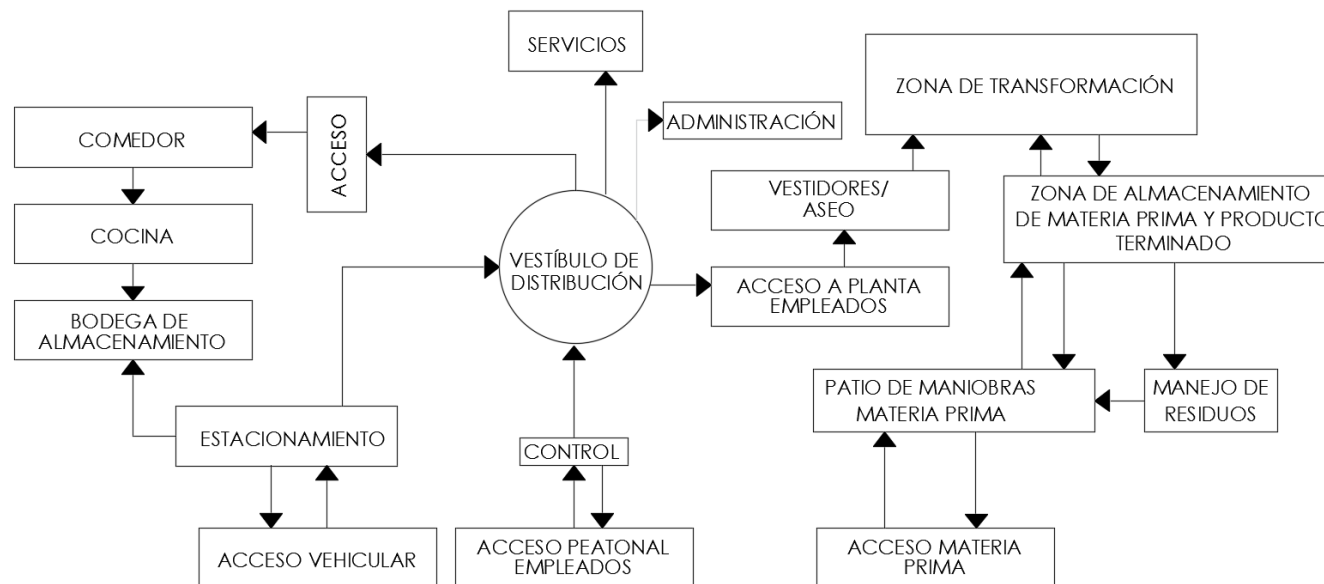 SERVICIOS
ZONA DE TRANSFORMACIÓN
ADMINISTRACIÓN
COMEDOR
ACCESO
VESTIDORES/
ASEO
ZONA DE ALMACENAMIENTO
DE MATERIA PRIMA Y PRODUCTO
TERMINADO
COCINA
VESTÍBULO DE
DISTRIBUCIÓN
ACCESO A PLANTA
EMPLEADOS
BODEGA DE
ALMACENAMIENTO
PATIO DE MANIOBRAS
MATERIA PRIMA
MANEJO DE
RESIDUOS
ESTACIONAMIENTO
CONTROL
ACCESO VEHICULAR
ACCESO PEATONAL
EMPLEADOS
ACCESO MATERIA
PRIMA